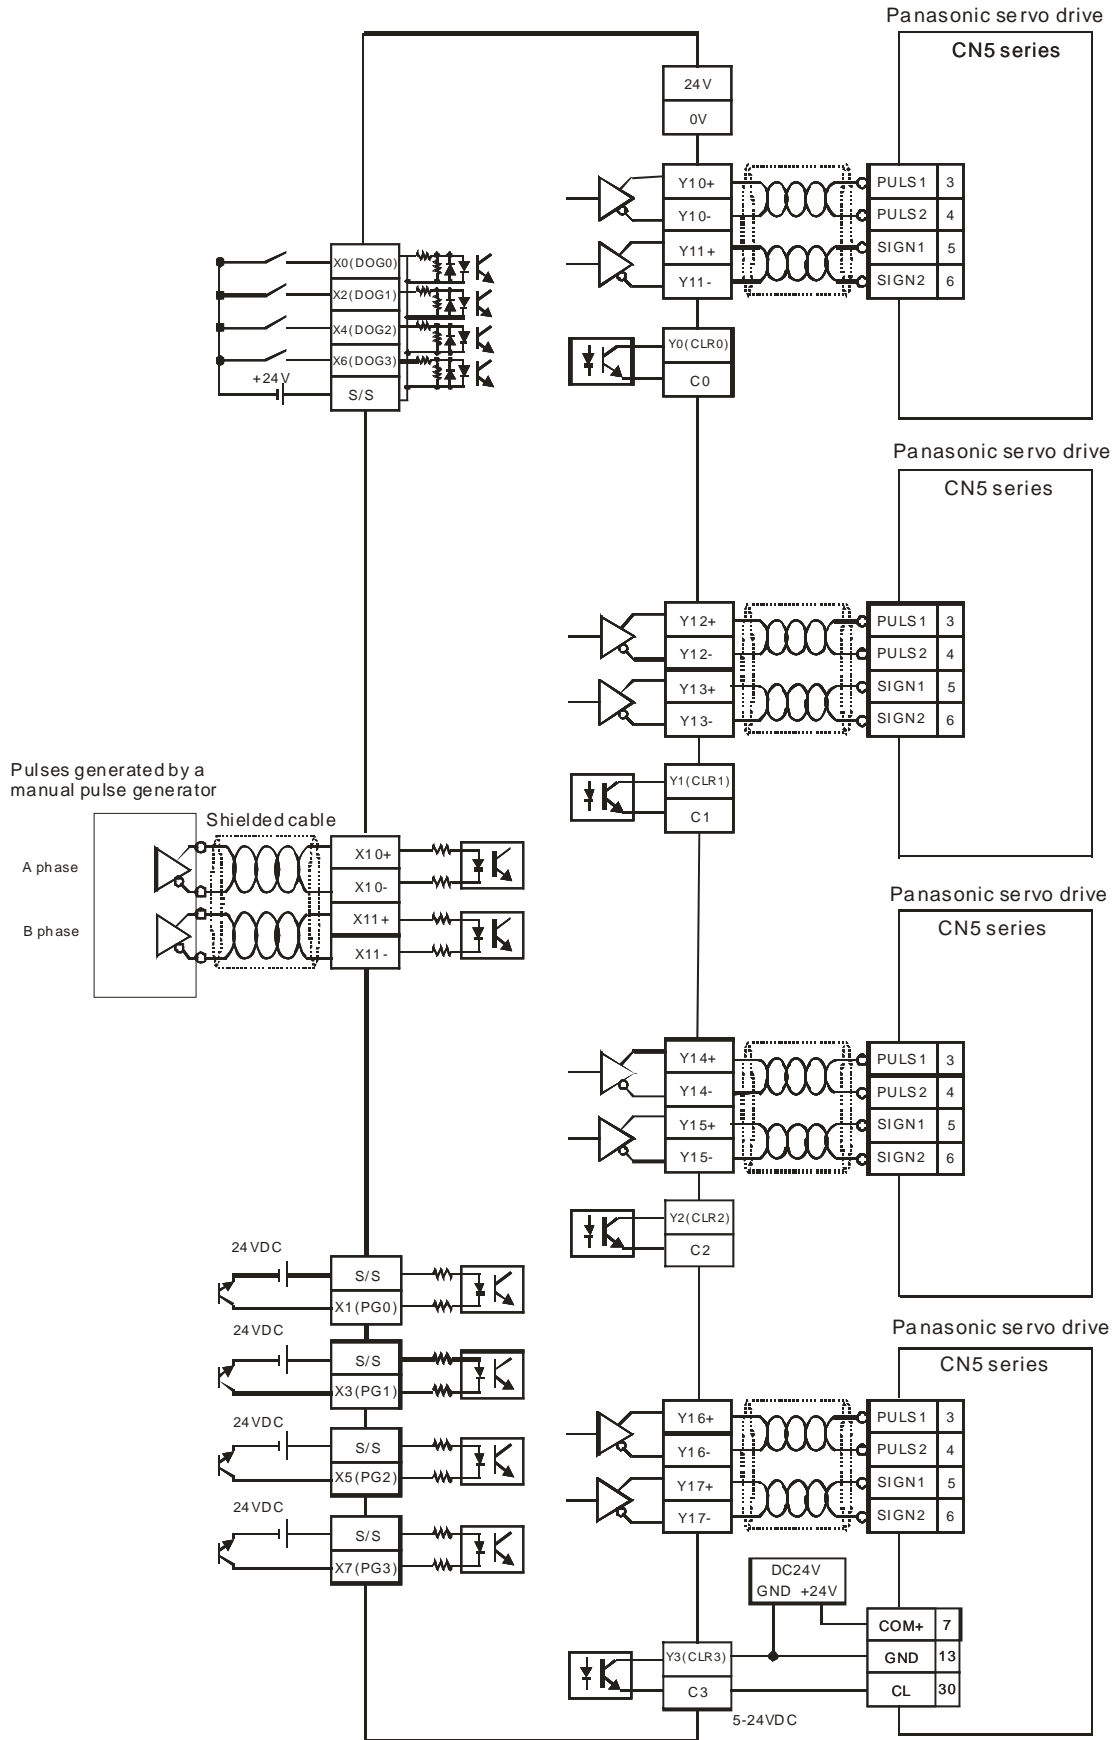 Panasonic servo drive
CN5 series
24V
0V
Y10+
PULS1 3
Y10-
PULS2 4
Y11+
SIGN1 5
Y11-
SIGN2 6
X0(DOG0)
X2(DOG1)
X4(DOG2)
X6(DOG3)
+24V
S/S
Y0(CLR0)
C0
Panasonic servo drive
CN5 series
Y12+
PULS1 3
Y12-
PULS2 4
Y13+
SIGN1 5
Y13-
SIGN2 6
Y1(CLR1)
C1
Pulses generated by a
manual pulse generator
Shielded cable
A phase
B phase
X10+
X10-
X11+
X11-
Panasonic servo drive
CN5 series
Y14+
PULS1 3
Y14-
PULS2 4
Y15+
SIGN1 5
Y15-
SIGN2 6
Y2(CLR2)
C2
24VDC
S/S
X1(PG0)
24VDC
S/S
X3(PG1)
24VDC
S/S
X5(PG2)
24VDC
S/S
X7(PG3)
Panasonic servo drive
CN5 series
Y16+
PULS1 3
Y16-
PULS2 4
Y17+
SIGN1 5
Y17-
SIGN2 6
DC24V
GND +24V
COM+ 7
Y3(CLR3)
GND 13
C3
CL 30
5-24VDC